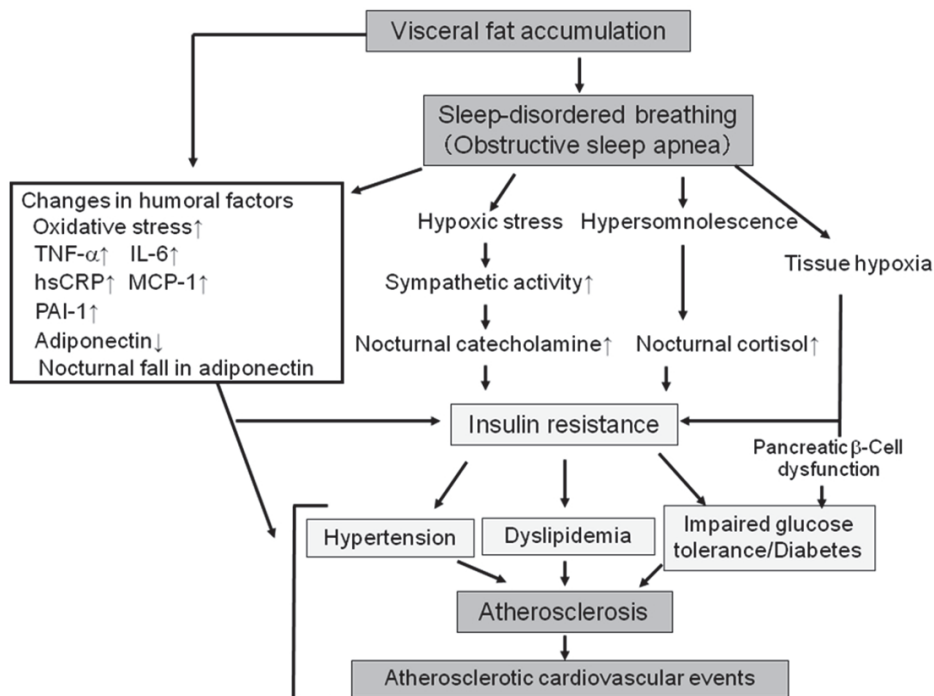 Visceral fat accumulation
Sleep-disordered breathing
(Obstructive sleep apnea)
Changes in humoral factors
Oxidative stress↑
TNF-α↑ IL-6↑
hsCRP↑ MCP-1↑
PAI-1↑
Adiponectin↓
Nocturnal fall in adiponectin
Hypoxic stress
Sympathetic activity↑
Nocturnal catecholamine↑
Hypersomnolescence
Nocturnal cortisol↑
Tissue hypoxia
Insulin resistance
Pancreatic β-Cell
dysfunction
Hypertension
Dyslipidemia
Impaired glucose
tolerance/Diabetes
Atherosclerosis
Atherosclerotic cardiovascular events